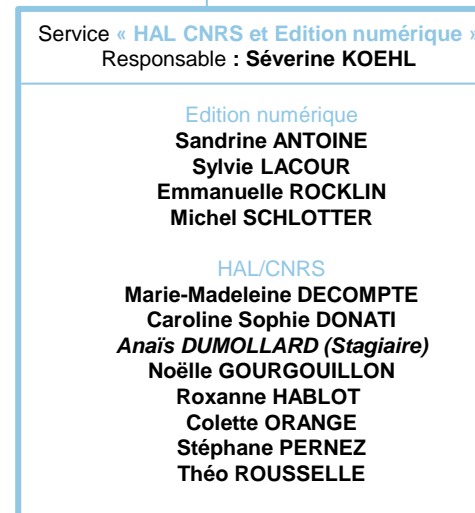 Service « HAL CNRS et Edition numérique »
Responsable : Séverine KOEHL
Edition numérique
Sandrine ANTOINE
Sylvie LACOUR
Emmanuelle ROCKLIN
Michel SCHLOTTER
HAL/CNRS
Marie-Madeleine DECOMPTE
Caroline Sophie DONATI
Anaïs DUMOLLARD (Stagiaire)
Noëlle GOURGOUILLON
Roxanne HABLOT
Colette ORANGE
Stéphane PERNEZ
Théo ROUSSELLE